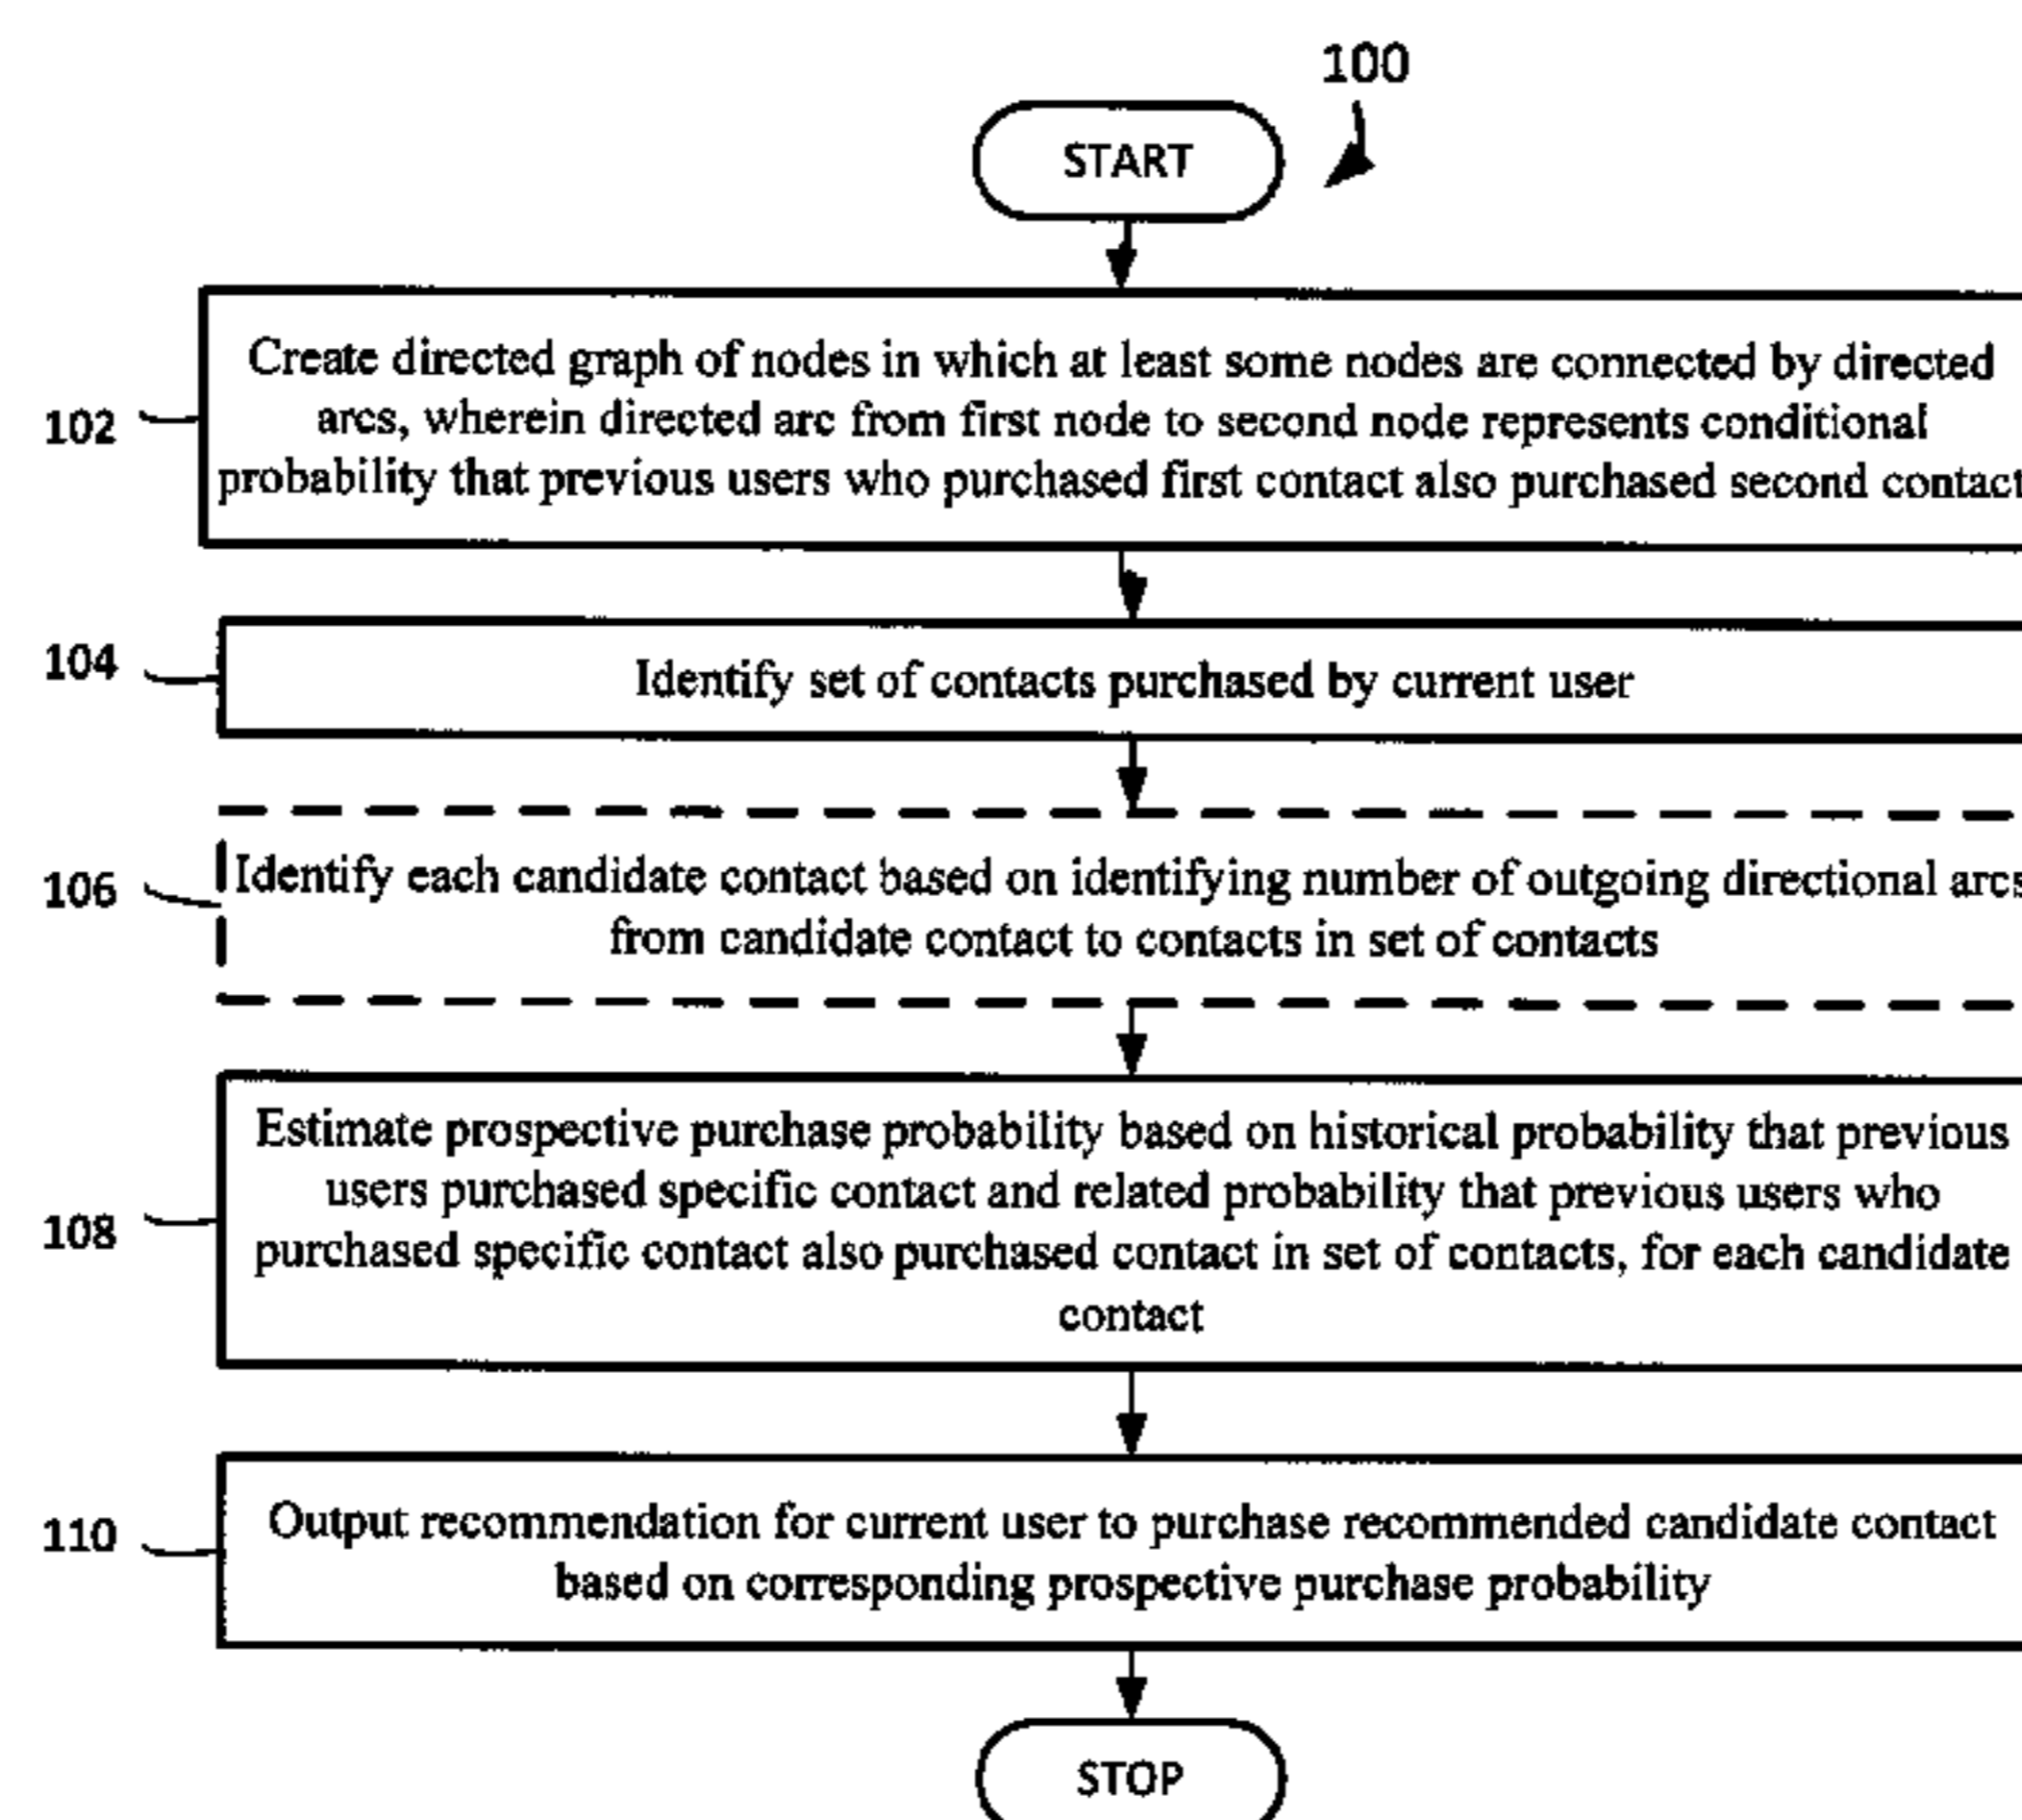 100
START
102
Create directed graph of nodes in which at least some nodes are connected by directed
arcs, wherein directed arc from first node to second node represents conditional
probability that previous users who purchased first contact also purchased second contact
104
Identify set of contacts purchased by current user
106
Identify each candidate contact based on identifying number of outgoing directional arcs
from candidate contact to contacts in set of contacts
108
Estimate prospective purchase probability based on historical probability that previous
users purchased specific contact and related probability that previous users who
purchased specific contact also purchased contact in set of contacts, for each candidate
contact
110
Output recommendation for current user to purchase recommended candidate contact
based on corresponding prospective purchase probability
STOP